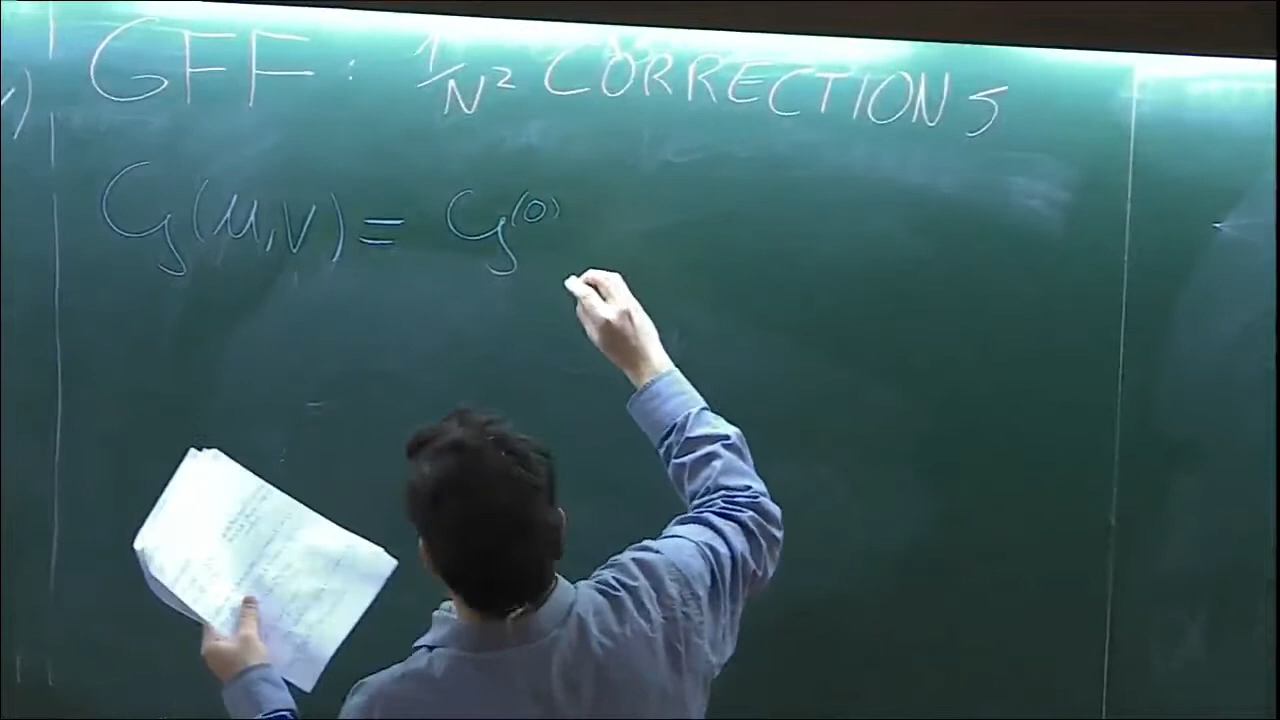 GFF: 1/N² CORRECTIONS
G(u,v) = G⁽⁰⁾